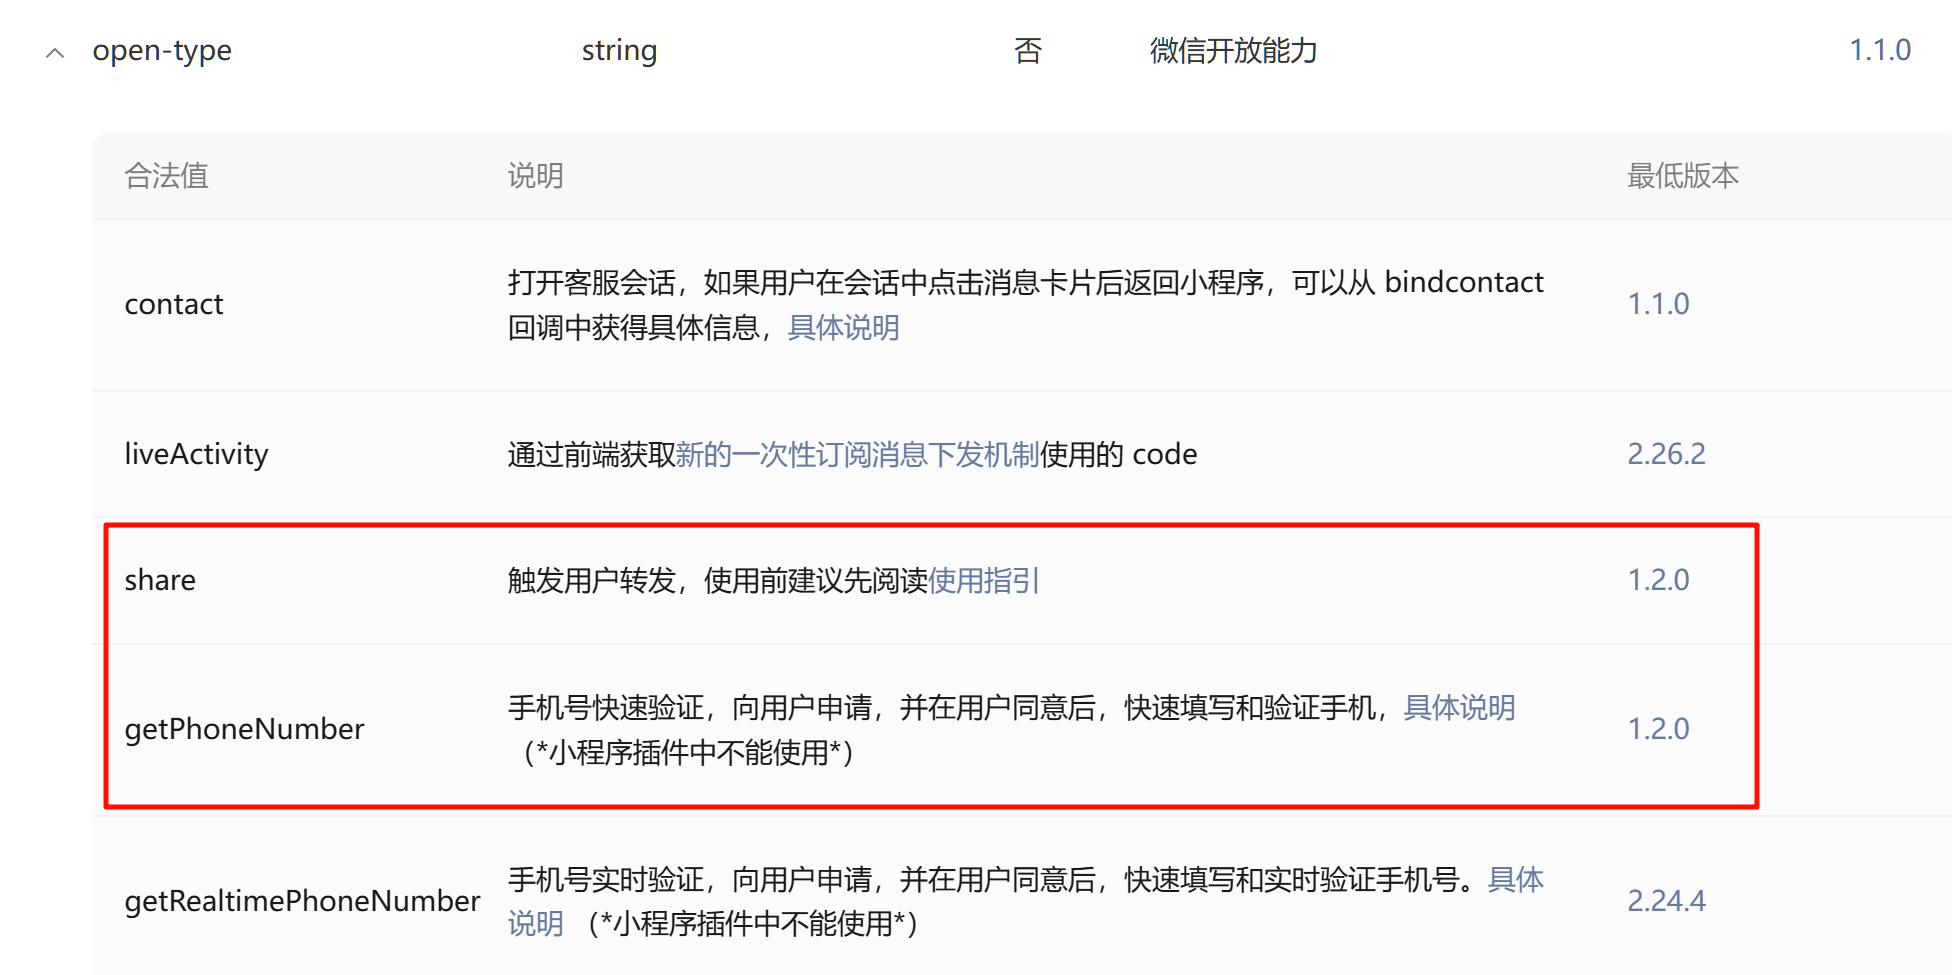 open-type string 否 微信开放能力 1.1.0
合法值 说明 最低版本
contact 打开客服会话，如果用户在会话中点击消息卡片后返回小程序，可以从 bindcontact 1.1.0
回调中获得具体信息，具体说明
liveActivity 通过前端获取新的一次性订阅消息下发机制使用的 code 2.26.2
share 触发用户转发，使用前建议先阅读使用指引 1.2.0
getPhoneNumber 手机号快速验证，向用户申请，并在用户同意后，快速填写和验证手机，具体说明 1.2.0
（*小程序插件中不能使用*）
getRealtimePhoneNumber 手机号实时验证，向用户申请，并在用户同意后，快速填写和实时验证手机号。具体 2.24.4
说明 （*小程序插件中不能使用*）